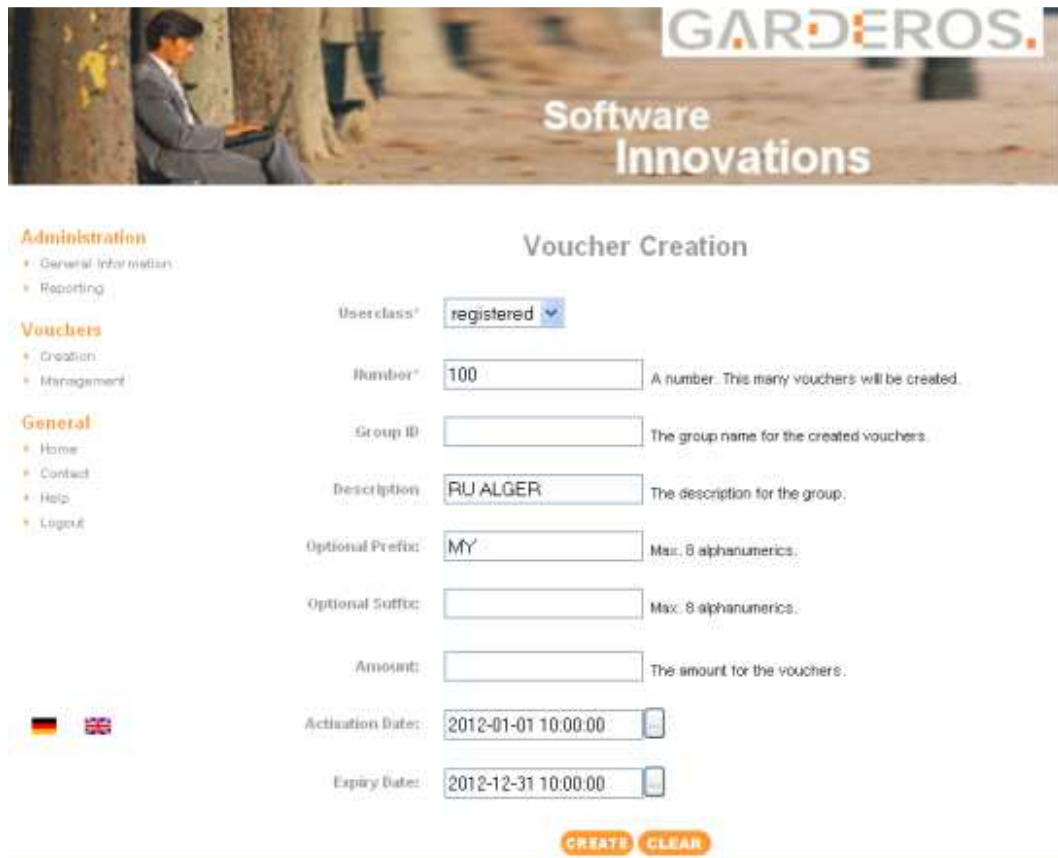 GARDEROS.
Software
Innovations
Administration
General Information
Reporting
Vouchers
Creation
Management
General
Home
Contact
Help
Logout
Voucher Creation
Userclass* registered
Number* 100 A number. This many vouchers will be created.
Group ID The group name for the created vouchers.
Description RU ALGER The description for the group.
Optional Prefix: MY Max. 8 alphanumerics.
Optional Suffix: Max. 8 alphanumerics.
Amount: The amount for the vouchers.
Activation Date: 2012-01-01 10:00:00 ...
Expiry Date: 2012-12-31 10:00:00 ...
CREATE CLEAR